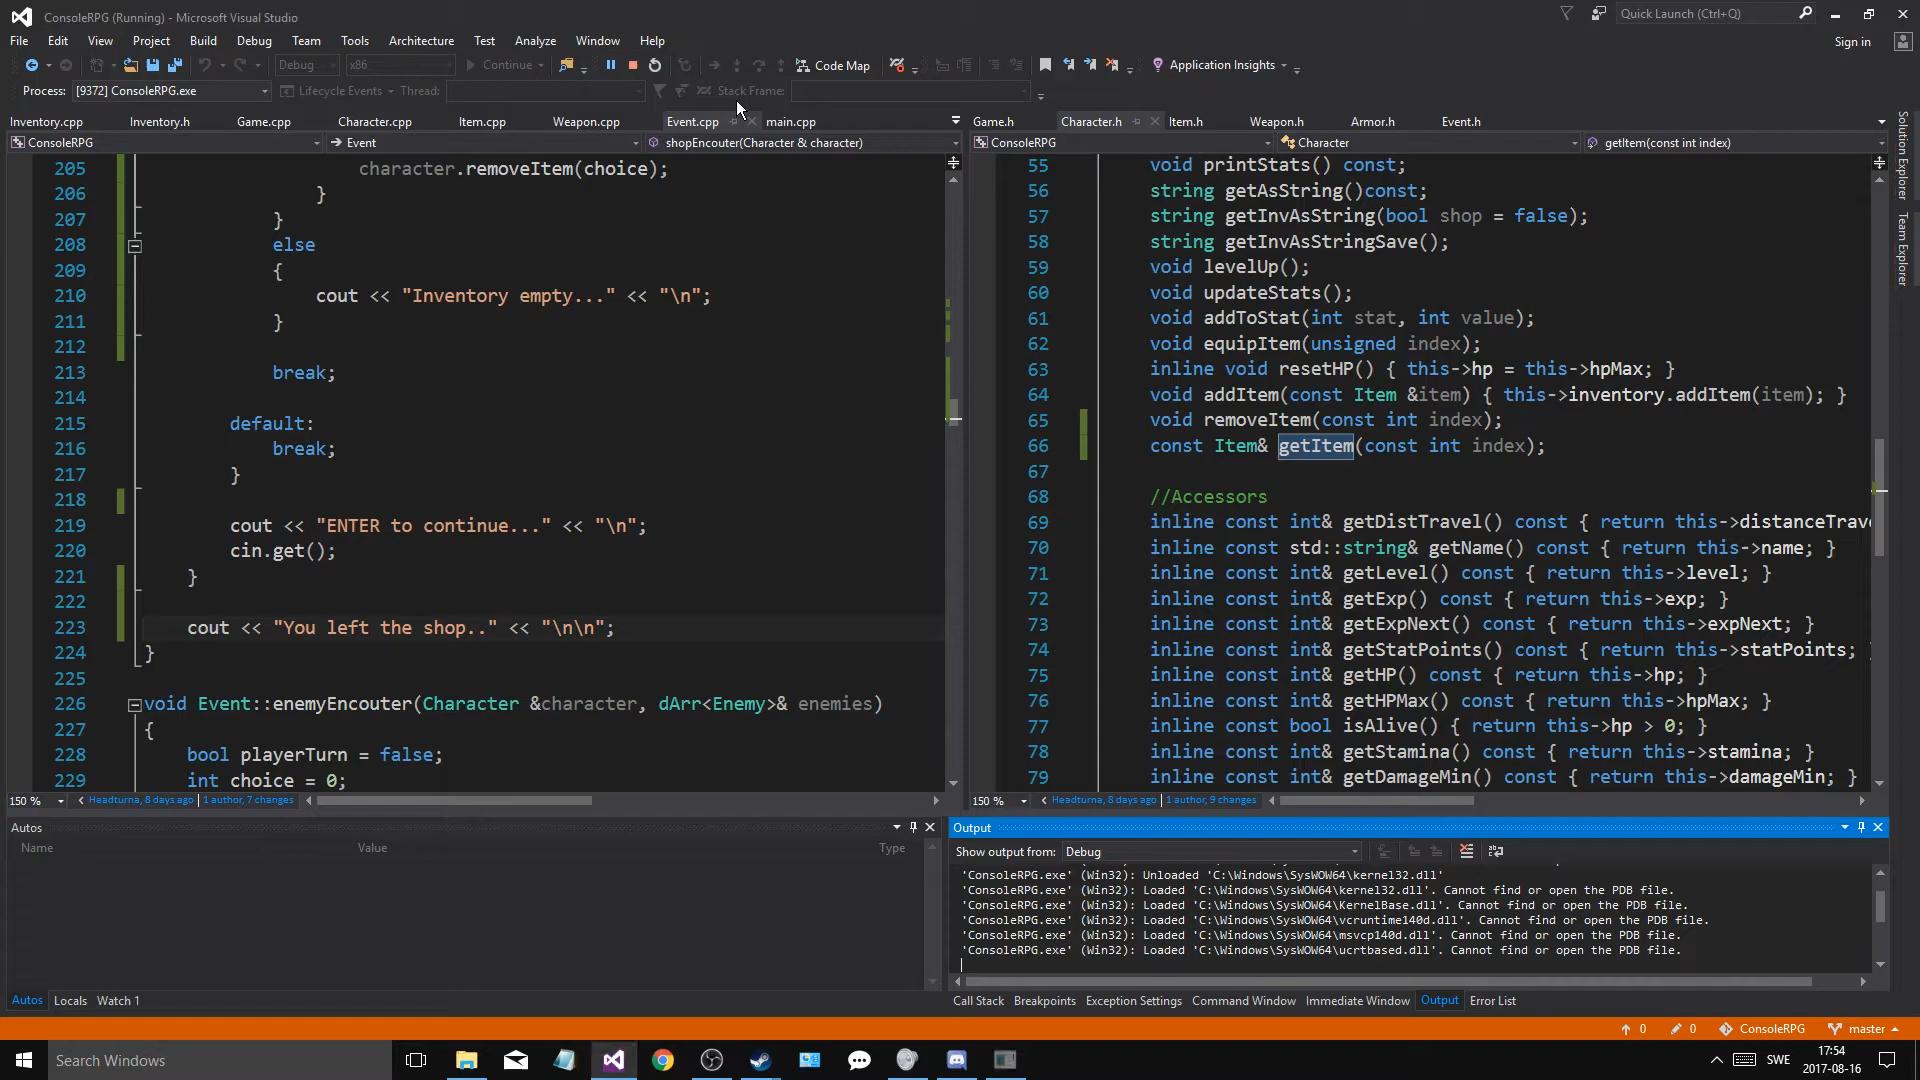 ConsoleRPG (Running) - Microsoft Visual Studio
Quick Launch (Ctrl+Q)
File Edit View Project Build Debug Team Tools Architecture Test Analyze Window Help
Sign in
Debug x86 Continue Code Map Application Insights
Process: [9372] ConsoleRPG.exe Lifecycle Events Thread: Stack Frame:
Inventory.cpp Inventory.h Game.cpp Character.cpp Item.cpp Weapon.cpp Event.cpp main.cpp
ConsoleRPG Event shopEncouter(Character & character)
205 character.removeItem(choice);
206 }
207 }
208 else
209 {
210 cout << "Inventory empty..." << "\n";
211 }
212
213 break;
214
215 default:
216 break;
217 }
218
219 cout << "ENTER to continue..." << "\n";
220 cin.get();
221 }
222
223 cout << "You left the shop.." << "\n\n";
224 }
225
226 void Event::enemyEncouter(Character &character, dArr<Enemy>& enemies)
227 {
228 bool playerTurn = false;
229 int choice = 0;
150 % Headturna, 8 days ago | 1 author, 7 changes
Game.h Character.h Item.h Weapon.h Armor.h Event.h
ConsoleRPG Character getItem(const int index)
55 void printStats() const;
56 string getAsString()const;
57 string getInvAsString(bool shop = false);
58 string getInvAsStringSave();
59 void levelUp();
60 void updateStats();
61 void addToStat(int stat, int value);
62 void equipItem(unsigned index);
63 inline void resetHP() { this->hp = this->hpMax; }
64 void addItem(const Item &item) { this->inventory.addItem(item); }
65 void removeItem(const int index);
66 const Item& getItem(const int index);
67
68 //Accessors
69 inline const int& getDistTravel() const { return this->distanceTrav
70 inline const std::string& getName() const { return this->name; }
71 inline const int& getLevel() const { return this->level; }
72 inline const int& getExp() const { return this->exp; }
73 inline const int& getExpNext() const { return this->expNext; }
74 inline const int& getStatPoints() const { return this->statPoints; }
75 inline const int& getHP() const { return this->hp; }
76 inline const int& getHPMax() const { return this->hpMax; }
77 inline const bool isAlive() { return this->hp > 0; }
78 inline const int& getStamina() const { return this->stamina; }
79 inline const int& getDamageMin() const { return this->damageMin; }
150 % Headturna, 8 days ago | 1 author, 9 changes
Solution Explorer
Team Explorer
Autos
Name Value Type
Autos Locals Watch 1
Output
Show output from: Debug
'ConsoleRPG.exe' (Win32): Unloaded 'C:\Windows\SysWOW64\kernel32.dll'
'ConsoleRPG.exe' (Win32): Loaded 'C:\Windows\SysWOW64\kernel32.dll'. Cannot find or open the PDB file.
'ConsoleRPG.exe' (Win32): Loaded 'C:\Windows\SysWOW64\KernelBase.dll'. Cannot find or open the PDB file.
'ConsoleRPG.exe' (Win32): Loaded 'C:\Windows\SysWOW64\vcruntime140d.dll'. Cannot find or open the PDB file.
'ConsoleRPG.exe' (Win32): Loaded 'C:\Windows\SysWOW64\msvcp140d.dll'. Cannot find or open the PDB file.
'ConsoleRPG.exe' (Win32): Loaded 'C:\Windows\SysWOW64\ucrtbased.dll'. Cannot find or open the PDB file.
Call Stack Breakpoints Exception Settings Command Window Immediate Window Output Error List
0 0 ConsoleRPG master
Search Windows
SWE
17:54
2017-08-16